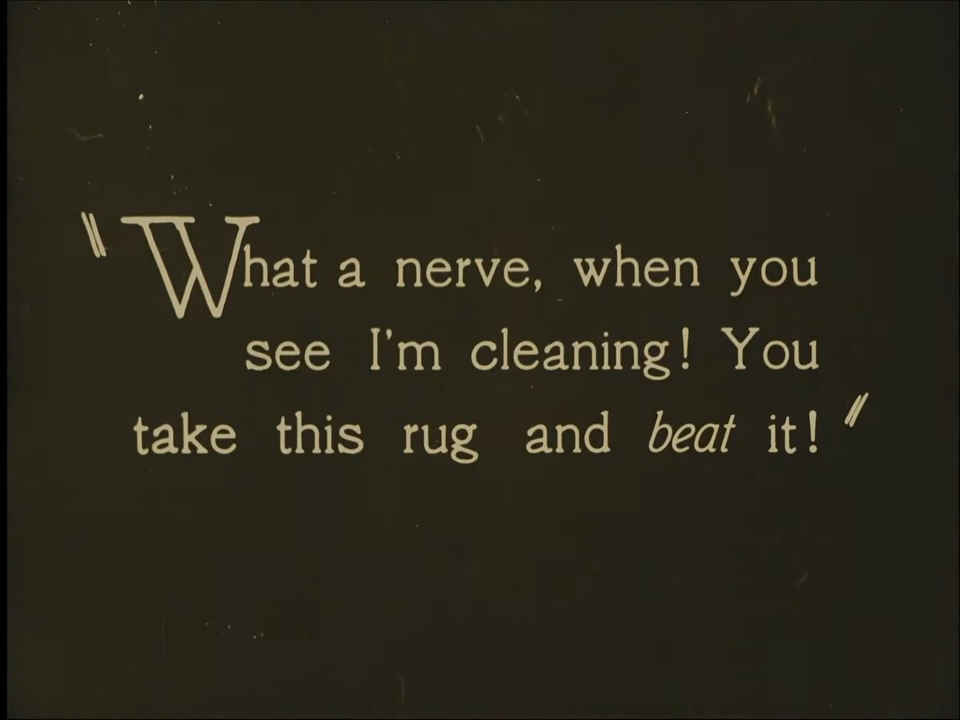 "What a nerve, when you
see I'm cleaning! You
take this rug and beat it!"